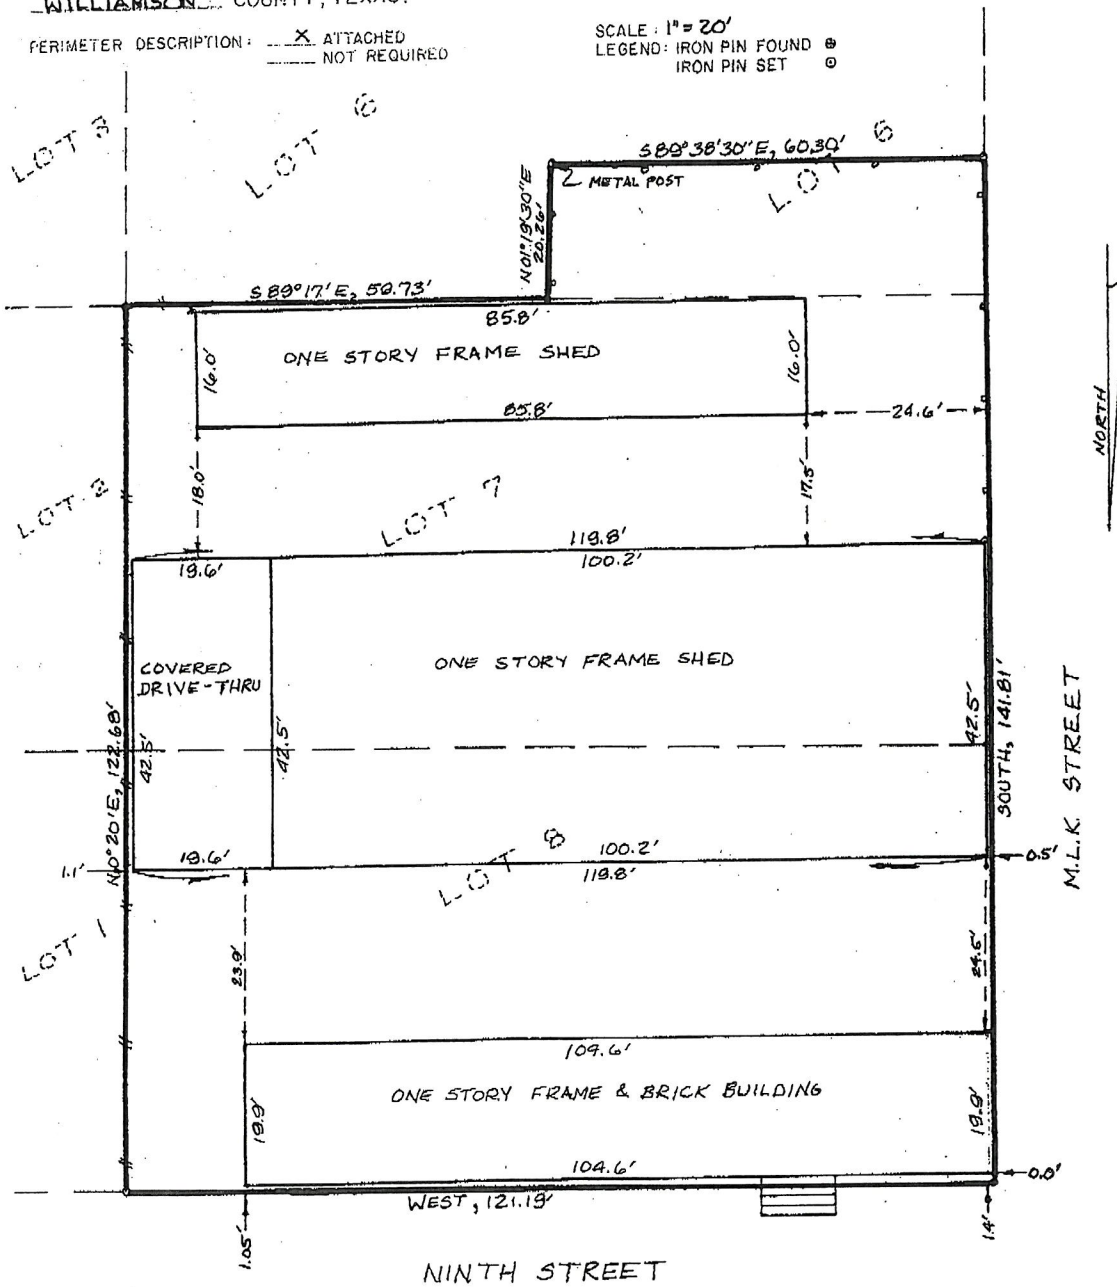 WILLIAMSON COUNTY, TEXAS.
PERIMETER DESCRIPTION: X ATTACHED
NOT REQUIRED
SCALE: 1"=20'
LEGEND: IRON PIN FOUND
IRON PIN SET
LOT 3
LOT 6
LOT 6
S89°38'30"E, 60.30'
METAL POST
N01°19'30"E
20.26'
S89°17'E, 59.73'
85.8'
ONE STORY FRAME SHED
16.0'
16.0'
85.8'
24.6'
NORTH
LOT 2
18.0'
LOT 7
17.5'
119.8'
19.6'
100.2'
COVERED
DRIVE-THRU
ONE STORY FRAME SHED
N0°20'E, 122.68'
42.5'
42.5'
42.5'
SOUTH, 141.81'
M.L.K. STREET
19.6'
100.2'
0.5'
1.1'
119.8'
LOT 8
LOT 1
23.9'
24.5'
109.6'
ONE STORY FRAME & BRICK BUILDING
19.9'
19.9'
104.6'
0.0'
WEST, 121.19'
1.05'
1.4'
NINTH STREET